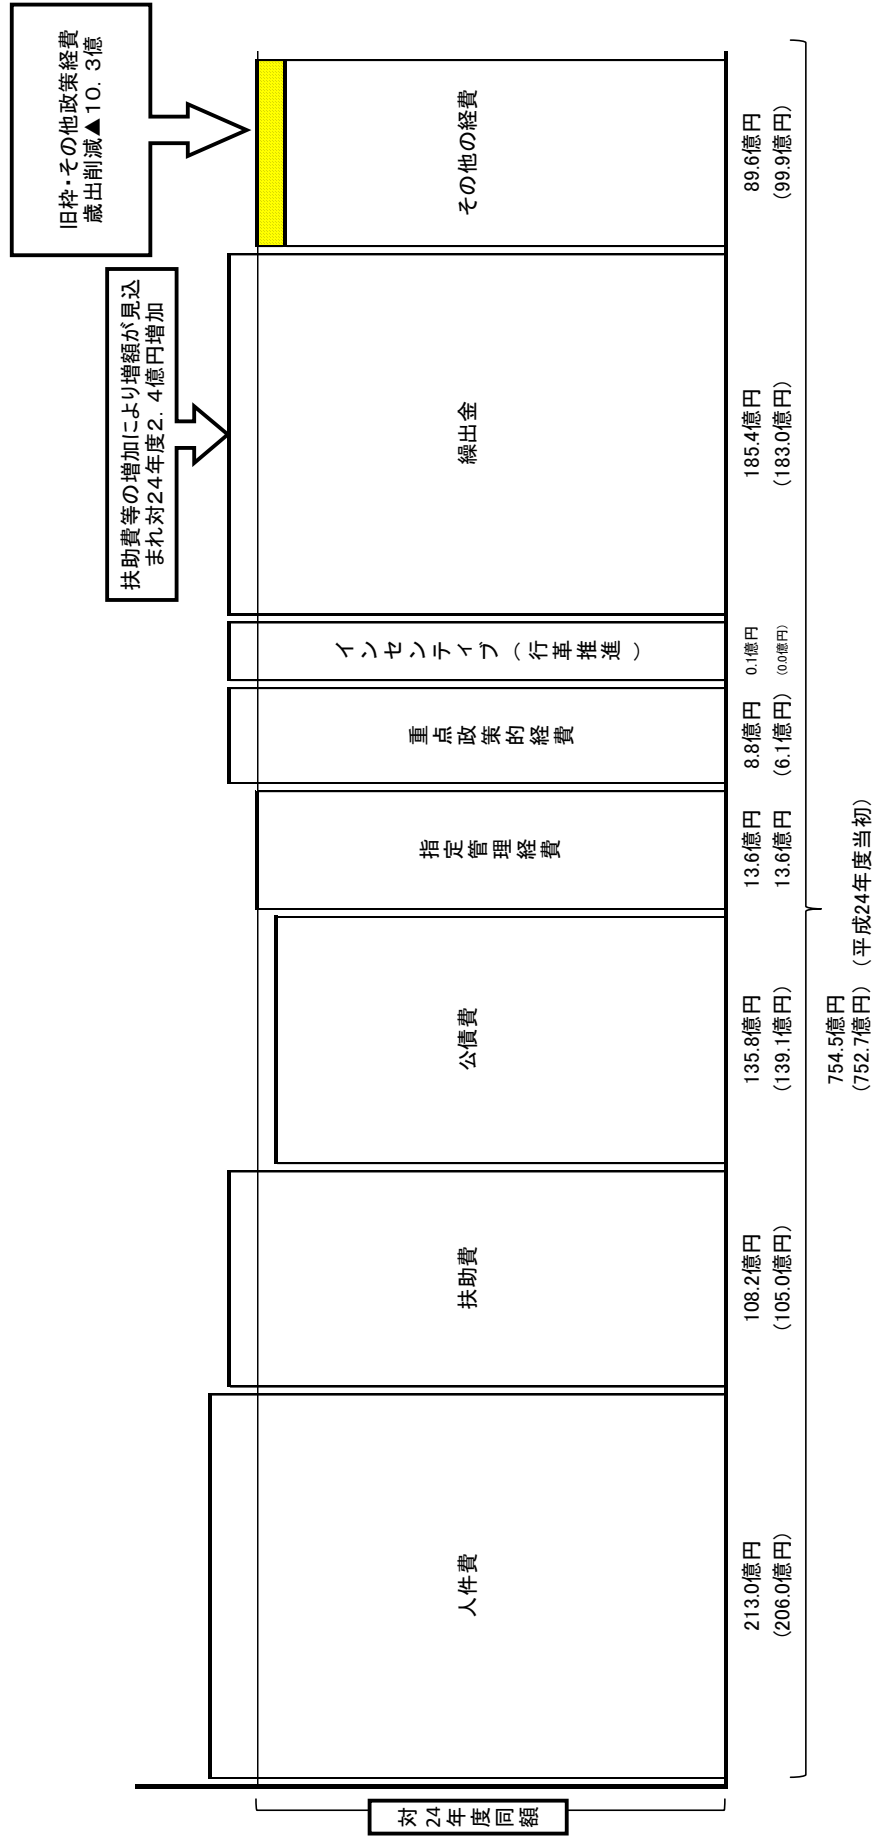 旧枠・その他政策経費
歳出削減▲10．3億
扶助費等の増加により増額が見込
まれ対24年度2．4億円増加
対24年度同額
人件費
扶助費
公債費
指定管理経費
重点政策的経費
インセンティブ（行革推進）
繰出金
その他の経費
213.0億円
(206.0億円)
108.2億円
(105.0億円)
135.8億円
(139.1億円)
13.6億円
13.6億円
8.8億円
(6.1億円)
0.1億円
(0.0億円)
185.4億円
(183.0億円)
89.6億円
(99.9億円)
754.5億円
(752.7億円)（平成24年度当初）